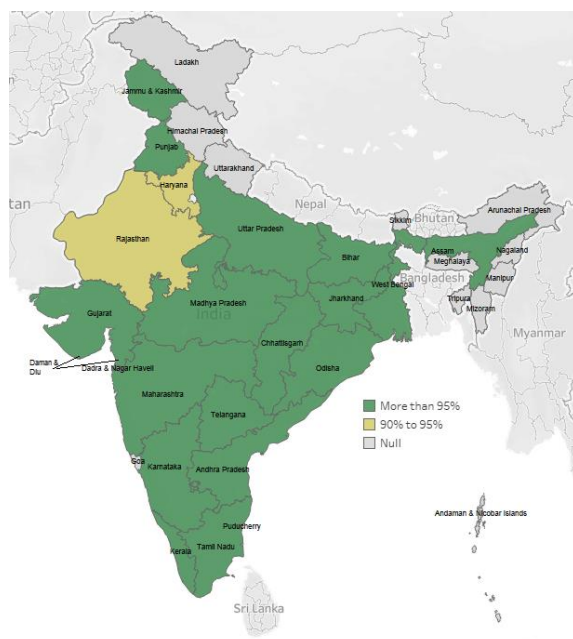 Ladakh
Jammu & Kashmir
Himachal Pradesh
Punjab
Uttarakhand
Haryana
Nepal
Arunachal Pradesh
Sikkim
Bhutan
Rajasthan
Uttar Pradesh
Assam
Nagaland
Bihar
Meghalaya
Bangladesh
Manipur
West Bengal
Jharkhand
Tripura
Mizoram
Gujarat
Madhya Pradesh
India
Myanmar
Chhattisgarh
Daman &
Diu
Dadra & Nagar Haveli
Odisha
Maharashtra
More than 95%
90% to 95%
Null
Telangana
Goa
Karnataka
Andhra Pradesh
Andaman & Nicobar Islands
Puducherry
Kerala
Tamil Nadu
Sri Lanka